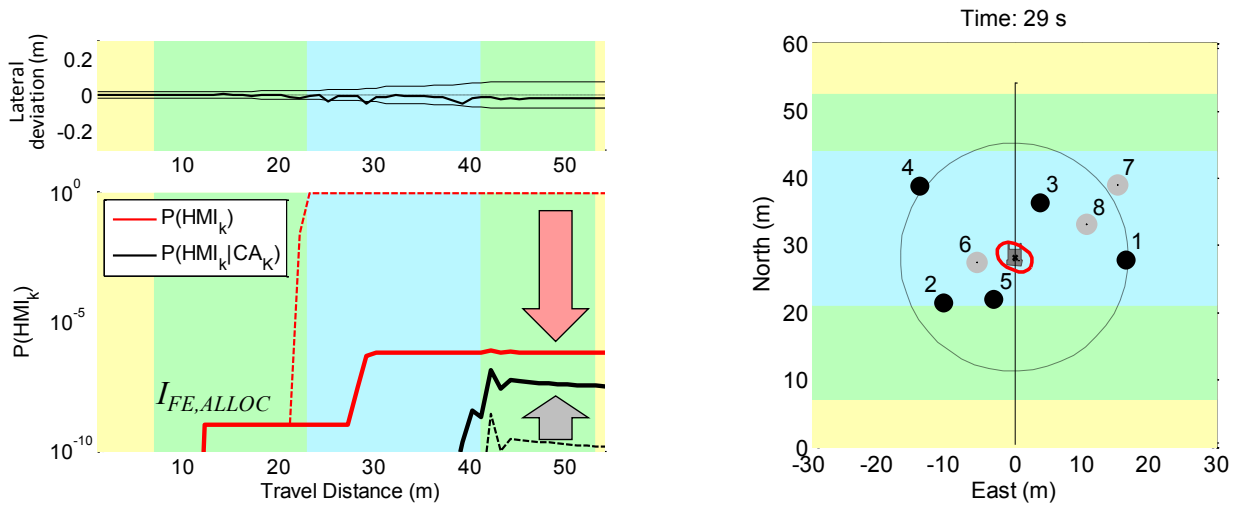 Lateral deviation (m)
0.2
0
-0.2
10 20 30 40 50
P(HMI_k)
10^0
10^-5
10^-10
P(HMI_k)
P(HMI_k|CA_K)
I_FE,ALLOC
10 20 30 40 50
Travel Distance (m)
Time: 29 s
North (m)
60
50
40
30
20
10
0
4
3
7
8
1
6
5
2
-30 -20 -10 0 10 20 30
East (m)